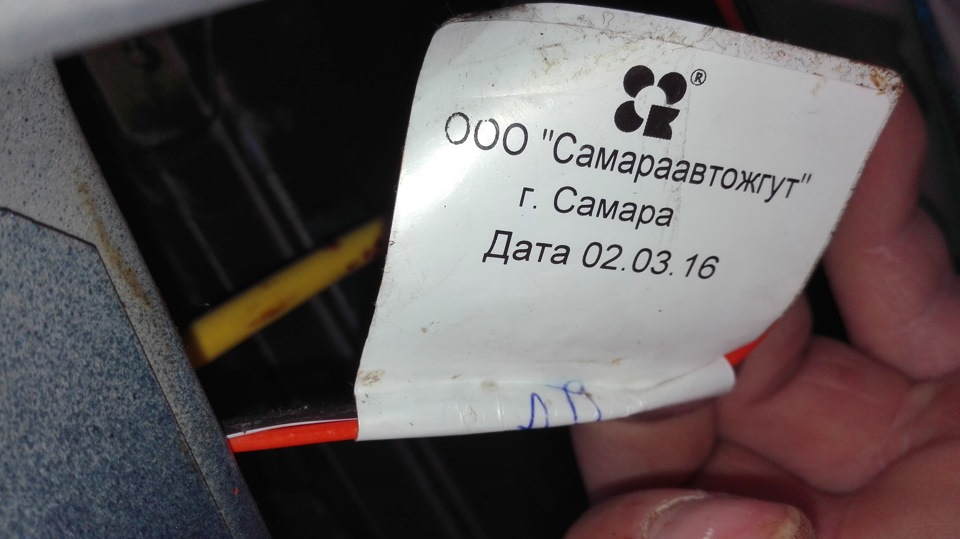 ®
ООО "Самараавтожгут"
г. Самара
Дата 02.03.16